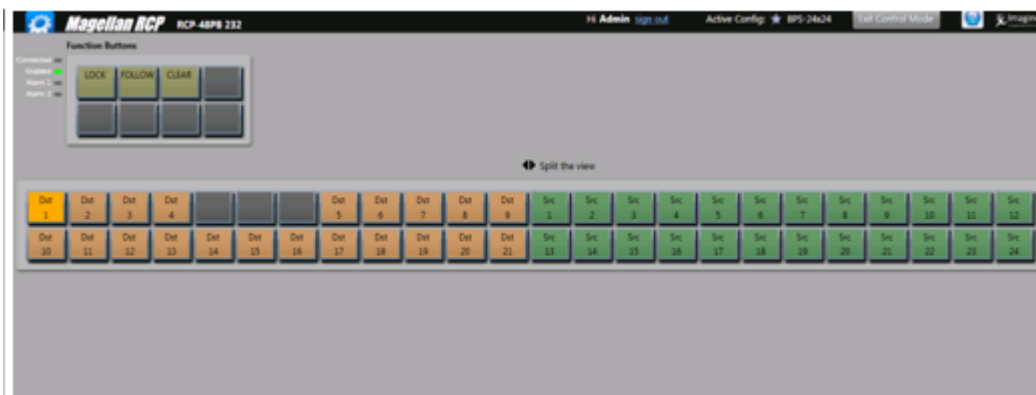 Magellan RCP RCP-48PB 232 Hi Admin sign out Active Config: BPS-24x24 Exit Control Mode
Function Buttons
Connected
Enabled
Alarm 1
Alarm 2
LOCK FOLLOW CLEAR
Split the view
Dst 1 Dst 2 Dst 3 Dst 4 Dst 5 Dst 6 Dst 7 Dst 8 Dst 9 Src 1 Src 2 Src 3 Src 4 Src 5 Src 6 Src 7 Src 8 Src 9 Src 10 Src 11 Src 12
Dst 10 Dst 11 Dst 12 Dst 13 Dst 14 Dst 15 Dst 16 Dst 17 Dst 18 Dst 19 Dst 20 Dst 21 Src 13 Src 14 Src 15 Src 16 Src 17 Src 18 Src 19 Src 20 Src 21 Src 22 Src 23 Src 24